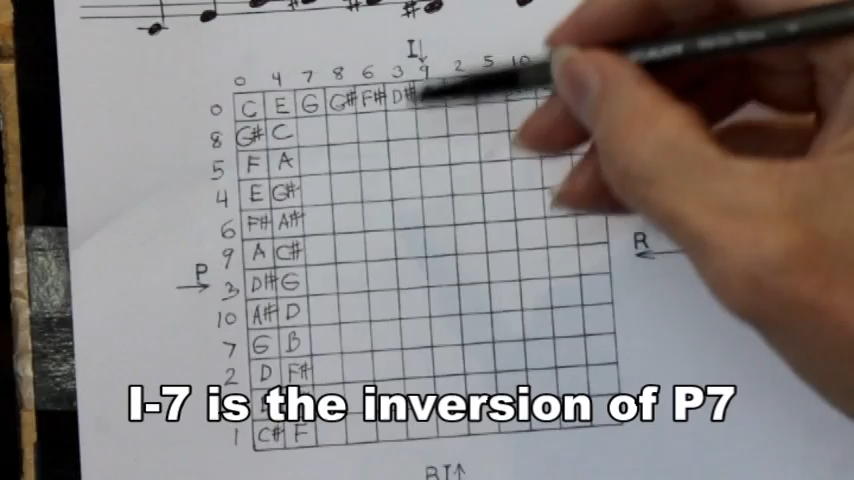 I↓
0 4 7 8 6 3 9 2 5 10
0 C E G G# F# D#
8 G# C
5 F A
4 E G#
6 F# A#
9 A C#
R
P
3 D# G
10 A# D
7 G B
2 D F#
I-7 is the inversion of P7
1 C# F
RI↑